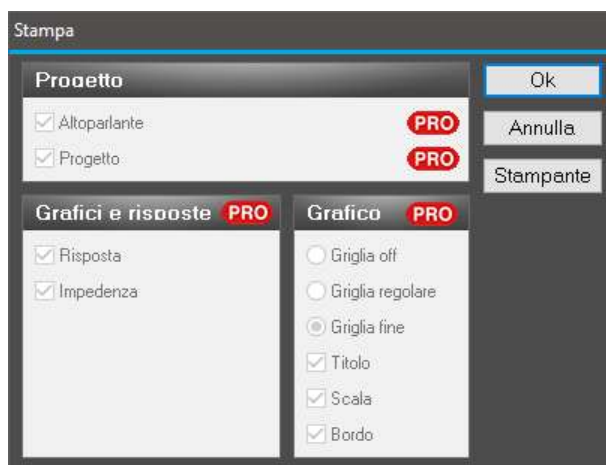 Stampa
Progetto
Ok
Altoparlante PRO
Annulla
Progetto PRO
Stampante
Grafici e risposte PRO
Grafico PRO
Risposta
Impedenza
Griglia off
Griglia regolare
Griglia fine
Titolo
Scala
Bordo